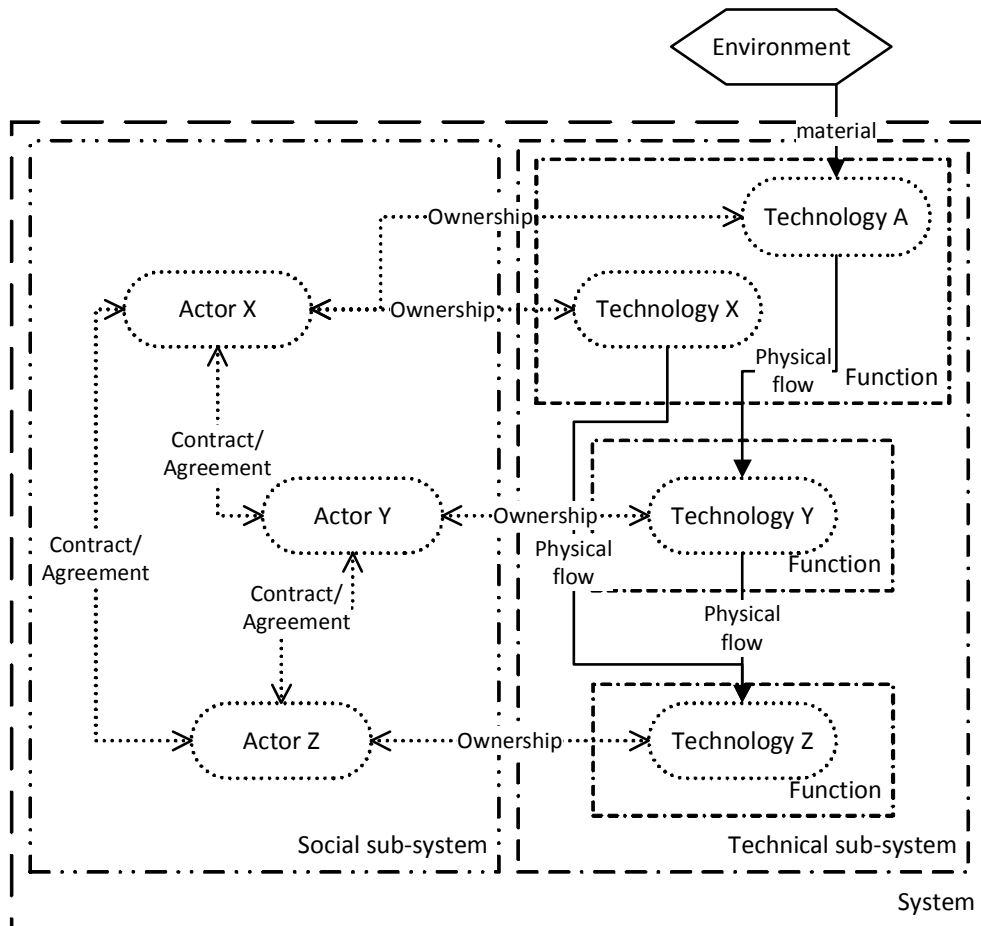 Environment
material
Technology A
Ownership
Actor X
Ownership
Technology X
Physical
flow
Function
Contract/
Agreement
Actor Y
Ownership
Technology Y
Function
Contract/
Agreement
Physical
flow
Contract/
Agreement
Physical
flow
Actor Z
Ownership
Technology Z
Function
Social sub-system
Technical sub-system
System